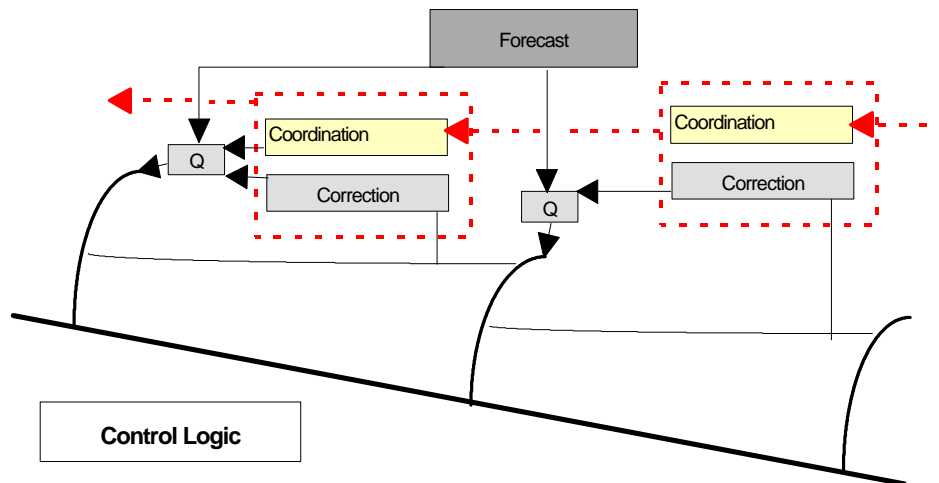 Forecast
Coordination
Coordination
Q
Correction
Correction
Q
Control Logic